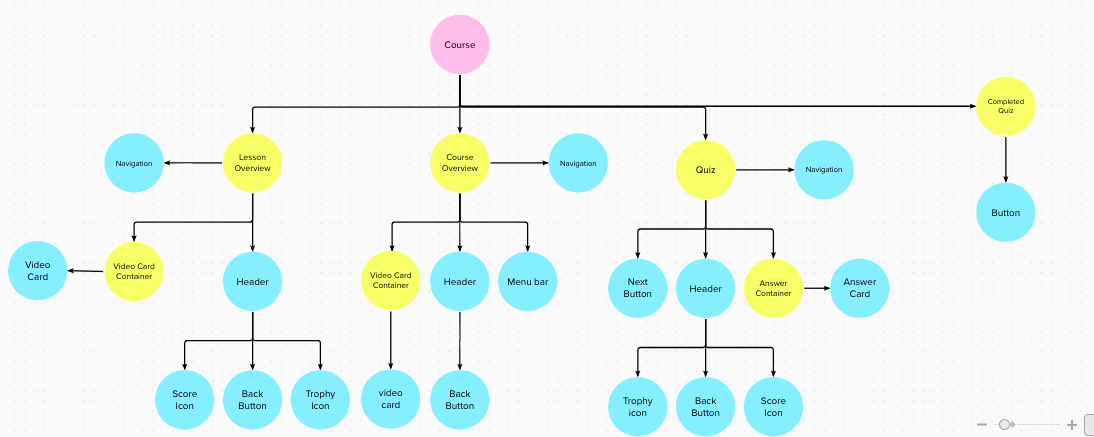 Course
Completed
Quiz
Navigation
Lesson
Overview
Course
Overview
Navigation
Quiz
Navigation
Button
Video
Card
Video Card
Container
Header
Video Card
Container
Header
Menu bar
Next
Button
Header
Answer
Container
Answer
Card
Score
Icon
Back
Button
Trophy
Icon
video
card
Back
Button
Trophy
icon
Back
Button
Score
Icon